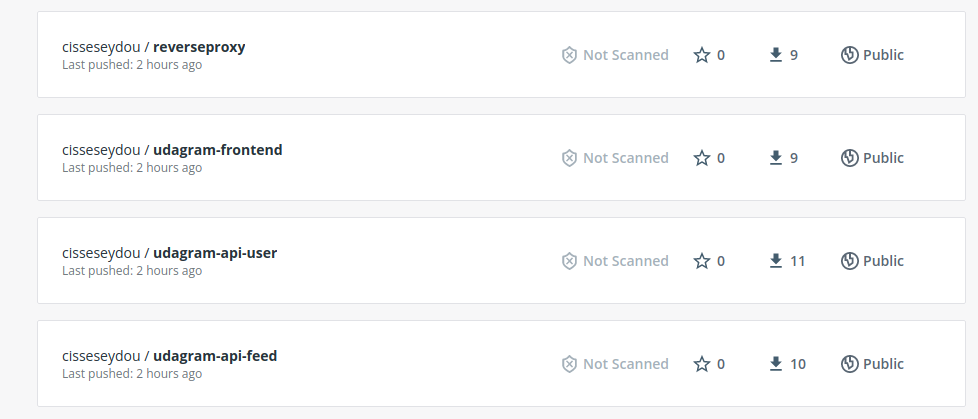 cisseseydou / reverseproxy
Last pushed: 2 hours ago
Not Scanned 0 9 Public
cisseseydou / udagram-frontend
Last pushed: 2 hours ago
Not Scanned 0 9 Public
cisseseydou / udagram-api-user
Last pushed: 2 hours ago
Not Scanned 0 11 Public
cisseseydou / udagram-api-feed
Last pushed: 2 hours ago
Not Scanned 0 10 Public